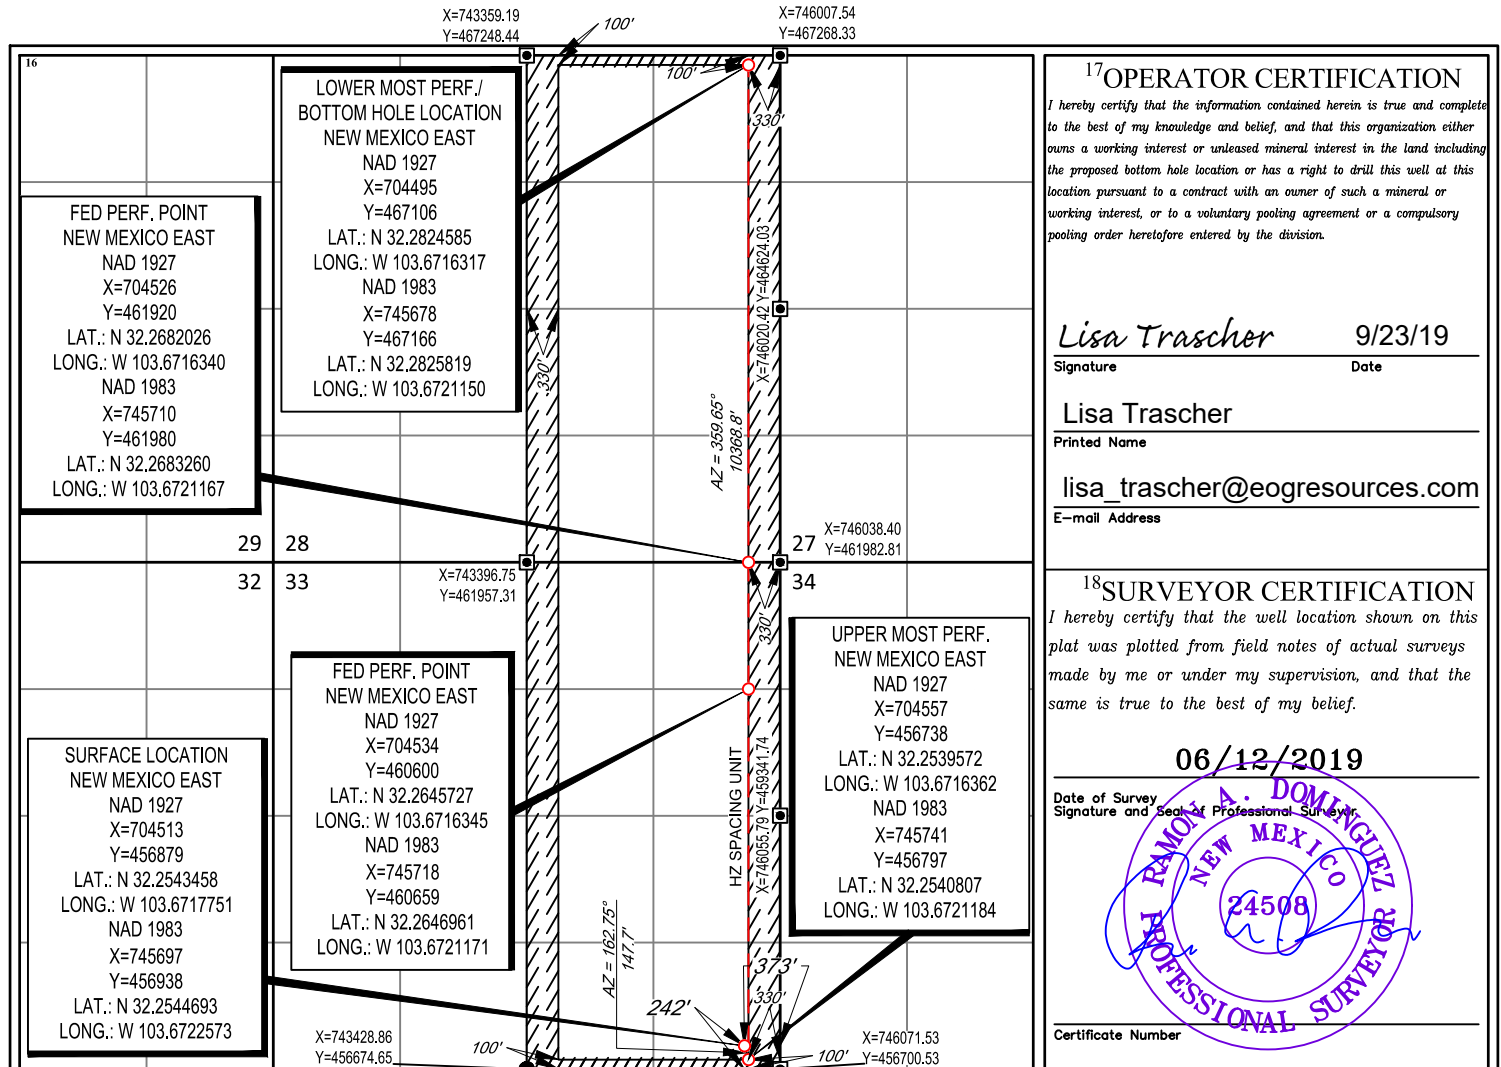 X=743359.19
Y=467248.44
100'
X=746007.54
Y=467268.33
16
LOWER MOST PERF./
BOTTOM HOLE LOCATION
NEW MEXICO EAST
NAD 1927
X=704495
Y=467106
LAT.: N 32.2824585
LONG.: W 103.6716317
NAD 1983
X=745678
Y=467166
LAT.: N 32.2825819
LONG.: W 103.6721150
100'
330'
FED PERF. POINT
NEW MEXICO EAST
NAD 1927
X=704526
Y=461920
LAT.: N 32.2682026
LONG.: W 103.6716340
NAD 1983
X=745710
Y=461980
LAT.: N 32.2683260
LONG.: W 103.6721167
330'
X=746020.42 Y=464624.03
AZ = 359.65°
10368.8'
29 28
27
X=746038.40
Y=461982.81
32 33
34
X=743396.75
Y=461957.31
330'
FED PERF. POINT
NEW MEXICO EAST
NAD 1927
X=704534
Y=460600
LAT.: N 32.2645727
LONG.: W 103.6716345
NAD 1983
X=745718
Y=460659
LAT.: N 32.2646961
LONG.: W 103.6721171
UPPER MOST PERF.
NEW MEXICO EAST
NAD 1927
X=704557
Y=456738
LAT.: N 32.2539572
LONG.: W 103.6716362
NAD 1983
X=745741
Y=456797
LAT.: N 32.2540807
LONG.: W 103.6721184
SURFACE LOCATION
NEW MEXICO EAST
NAD 1927
X=704513
Y=456879
LAT.: N 32.2543458
LONG.: W 103.6717751
NAD 1983
X=745697
Y=456938
LAT.: N 32.2544693
LONG.: W 103.6722573
HZ SPACING UNIT
X=746055.79 Y=459341.74
AZ = 162.75°
147.7'
373'
330'
242'
X=743428.86
Y=456674.65
100'
100'
X=746071.53
Y=456700.53
17 OPERATOR CERTIFICATION
I hereby certify that the information contained herein is true and complete
to the best of my knowledge and belief, and that this organization either
owns a working interest or unleased mineral interest in the land including
the proposed bottom hole location or has a right to drill this well at this
location pursuant to a contract with an owner of such a mineral or
working interest, or to a voluntary pooling agreement or a compulsory
pooling order heretofore entered by the division.
Lisa Trascher 9/23/19
Signature Date
Lisa Trascher
Printed Name
lisa_trascher@eogresources.com
E-mail Address
18 SURVEYOR CERTIFICATION
I hereby certify that the well location shown on this
plat was plotted from field notes of actual surveys
made by me or under my supervision, and that the
same is true to the best of my belief.
06/12/2019
Date of Survey
Signature and Seal of Professional Surveyor
RAMON A. DOMINGUEZ
NEW MEXICO
24508
PROFESSIONAL SURVEYOR
Certificate Number